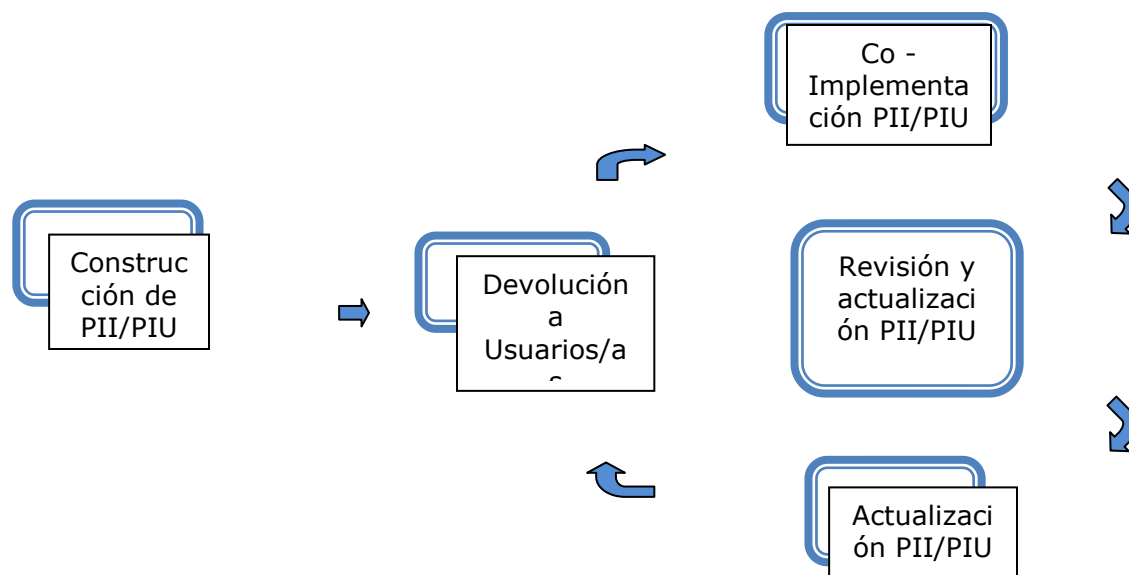 Construc
ción de
PII/PIU
Devolución
a
Usuarios/a
s
Co -
Implementa
ción PII/PIU
Revisión y
actualizaci
ón PII/PIU
Actualizaci
ón PII/PIU